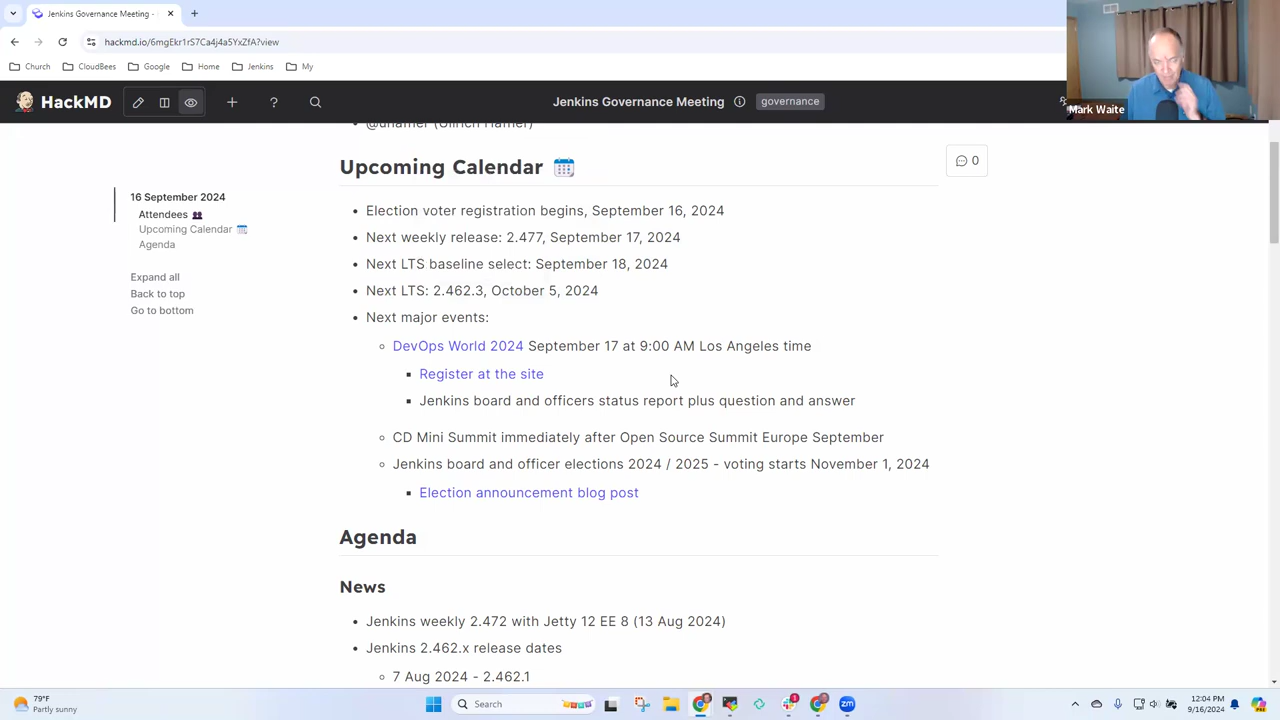 Jenkins Governance Meeting -
hackmd.io/6mgEkr1rS7Ca4j4a5YxZfA?view
Church CloudBees Google Home Jenkins My
HackMD
Jenkins Governance Meeting governance
Mark Waite
@uhafner (Ullrich Hafner)
Upcoming Calendar
0
16 September 2024
Attendees
Upcoming Calendar
Agenda
Expand all
Back to top
Go to bottom
Election voter registration begins, September 16, 2024
Next weekly release: 2.477, September 17, 2024
Next LTS baseline select: September 18, 2024
Next LTS: 2.462.3, October 5, 2024
Next major events:
DevOps World 2024 September 17 at 9:00 AM Los Angeles time
Register at the site
Jenkins board and officers status report plus question and answer
CD Mini Summit immediately after Open Source Summit Europe September
Jenkins board and officer elections 2024 / 2025 - voting starts November 1, 2024
Election announcement blog post
Agenda
News
Jenkins weekly 2.472 with Jetty 12 EE 8 (13 Aug 2024)
Jenkins 2.462.x release dates
7 Aug 2024 - 2.462.1
79°F
Partly sunny
Search
12:04 PM
9/16/2024